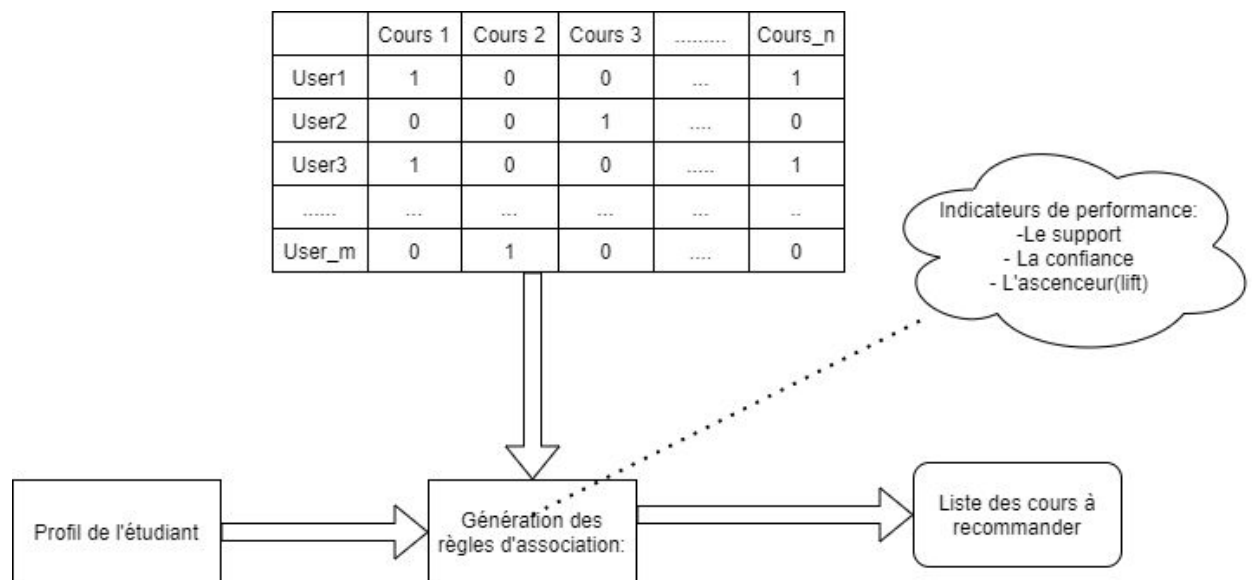 Cours 1 Cours 2 Cours 3 ......... Cours_n
User1 1 0 0 ... 1
User2 0 0 1 .... 0
User3 1 0 0 ..... 1
...... ... ... ... ... ..
User_m 0 1 0 .... 0
Indicateurs de performance:
-Le support
- La confiance
- L'ascenceur(lift)
Profil de l'étudiant
Génération des
règles d'association:
Liste des cours à
recommander